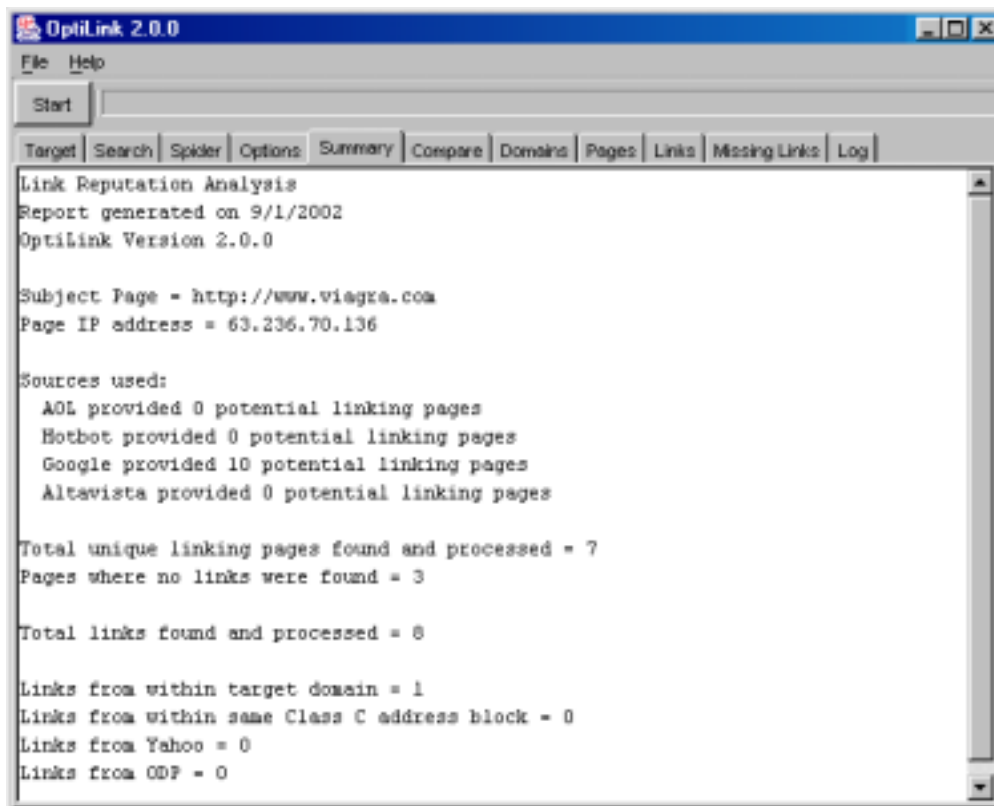 OptiLink 2.0.0
File Help
Start
Target Search Spider Options Summary Compare Domains Pages Links Missing Links Log
Link Reputation Analysis
Report generated on 9/1/2002
OptiLink Version 2.0.0
Subject Page = http://www.viagra.com
Page IP address = 63.236.70.136
Sources used:
AOL provided 0 potential linking pages
Hotbot provided 0 potential linking pages
Google provided 10 potential linking pages
Altavista provided 0 potential linking pages
Total unique linking pages found and processed = 7
Pages where no links were found = 3
Total links found and processed = 8
Links from within target domain = 1
Links from within same Class C address block = 0
Links from Yahoo = 0
Links from ODP = 0